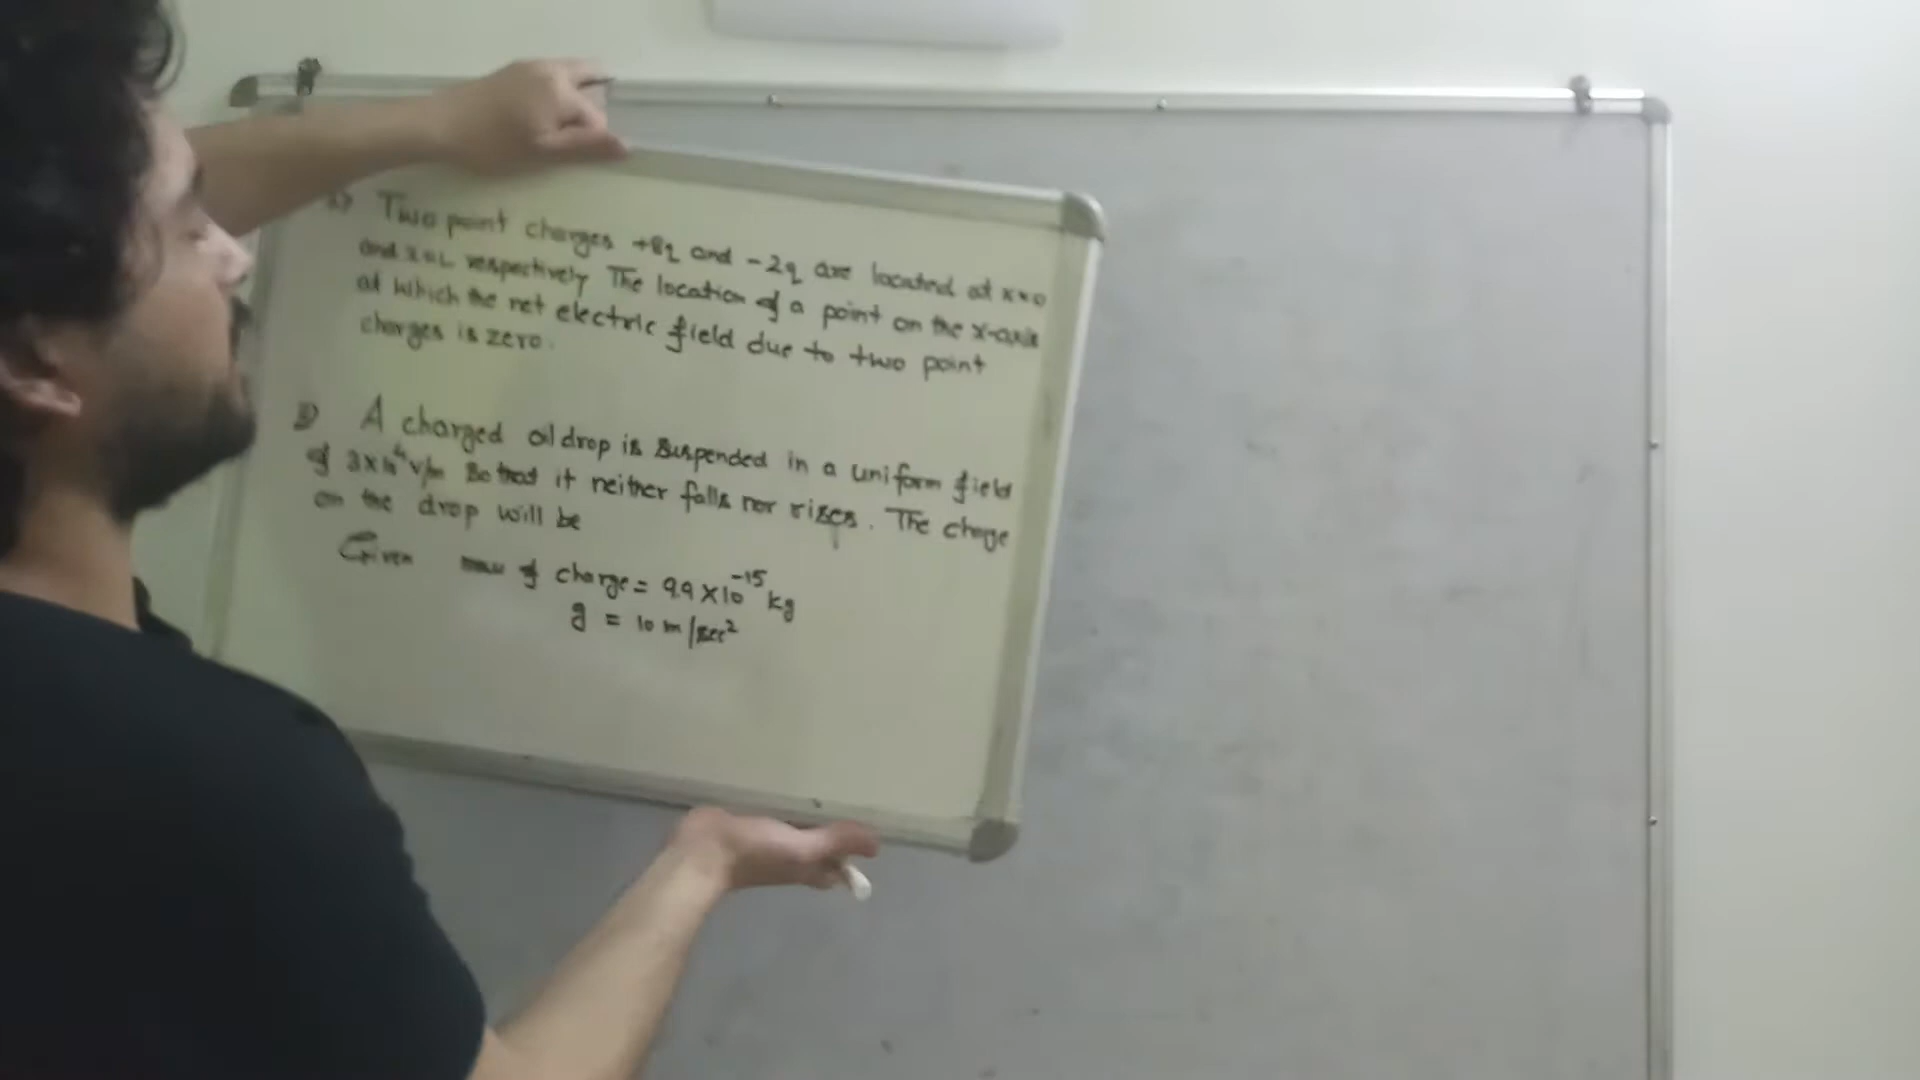 2) Two point charges +8q and -2q are located at x=0
and x=L respectively The location of a point on the x-axis
at which the net electric field due to two point
charges is zero.
3) A charged oil drop is suspended in a uniform field
of 3x10⁴ v/m so that it neither falls nor rises. The charge
on the drop will be
Given mass of charge = 9.9 x 10⁻¹⁵ kg
g = 10 m/sec²